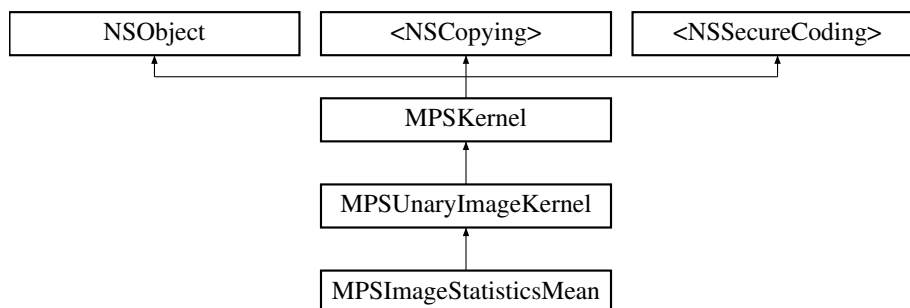 NSObject
<NSCopying>
<NSSecureCoding>
MPSKernel
MPSUnaryImageKernel
MPSImageStatisticsMean